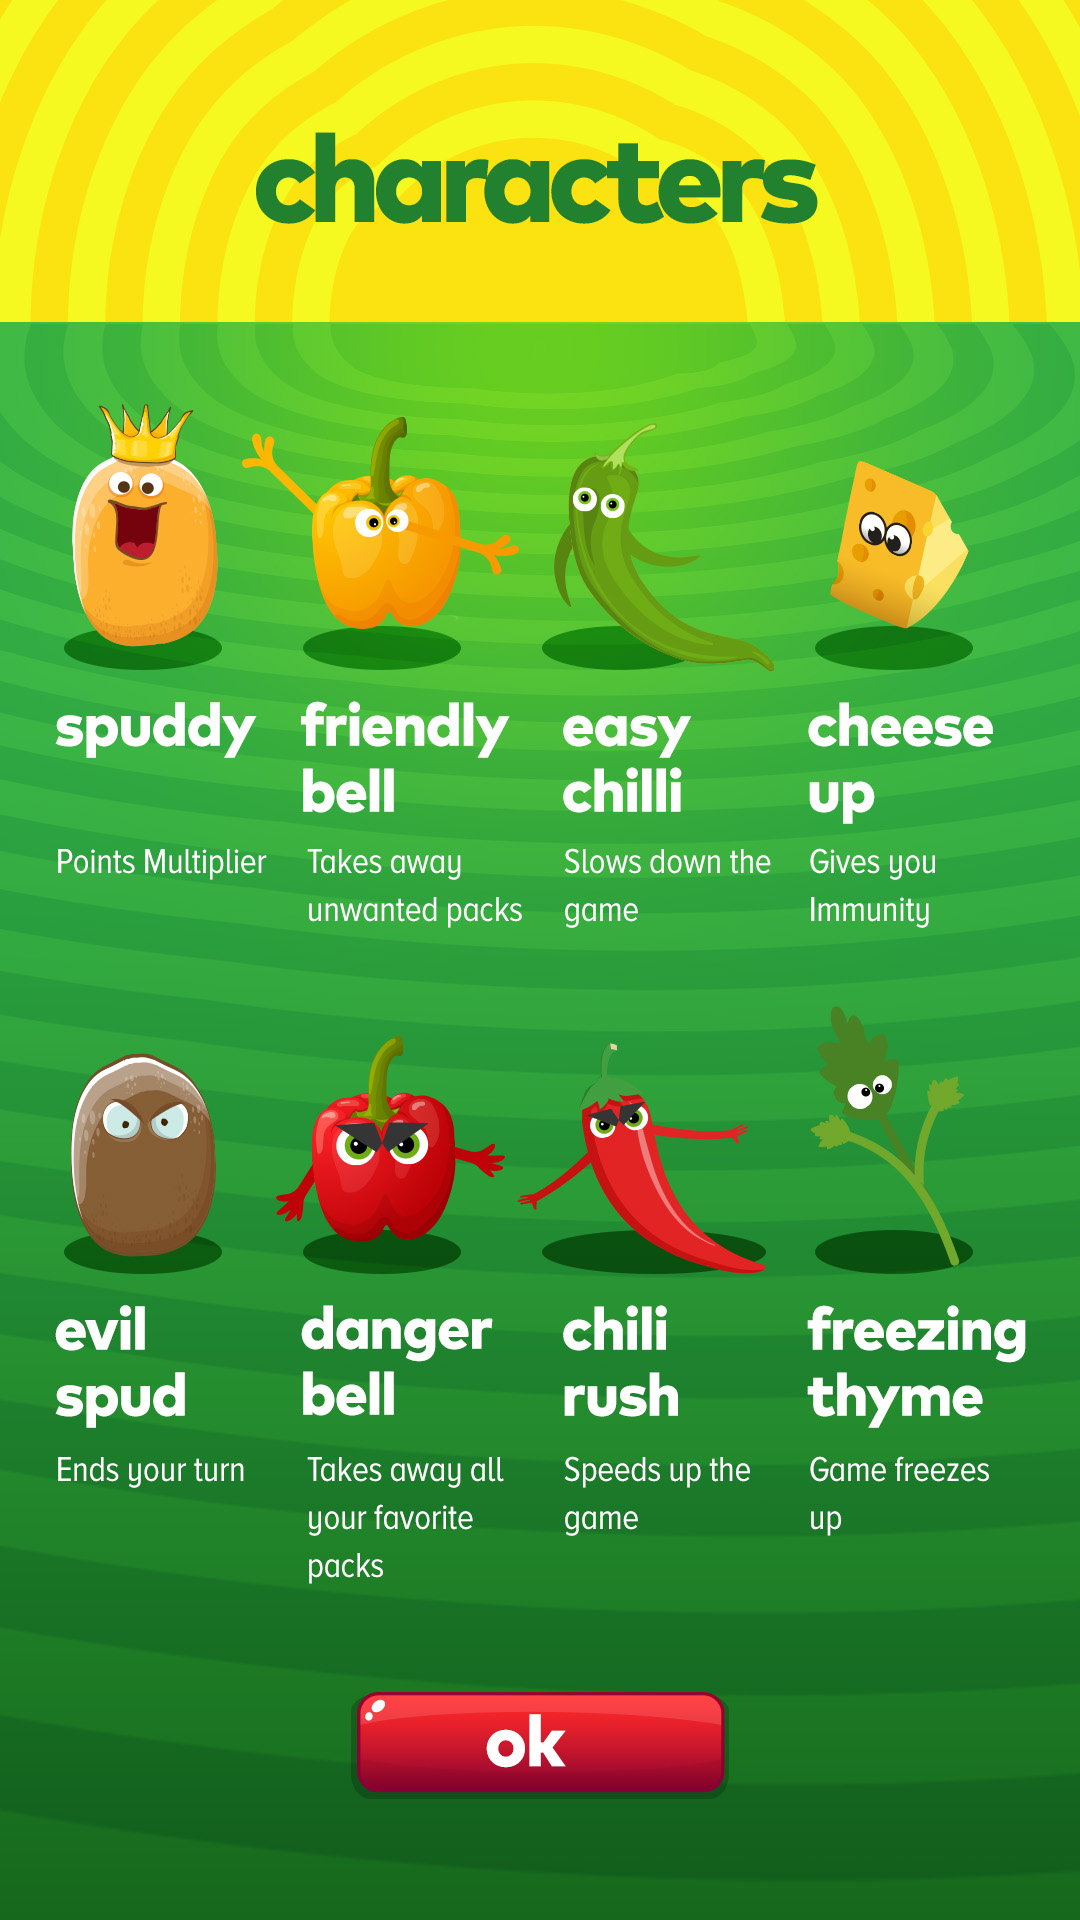 characters
spuddy
Points Multiplier
friendly
bell
Takes away
unwanted packs
easy
chilli
Slows down the
game
cheese
up
Gives you
Immunity
evil
spud
Ends your turn
danger
bell
Takes away all
your favorite
packs
chili
rush
Speeds up the
game
freezing
thyme
Game freezes
up
ok